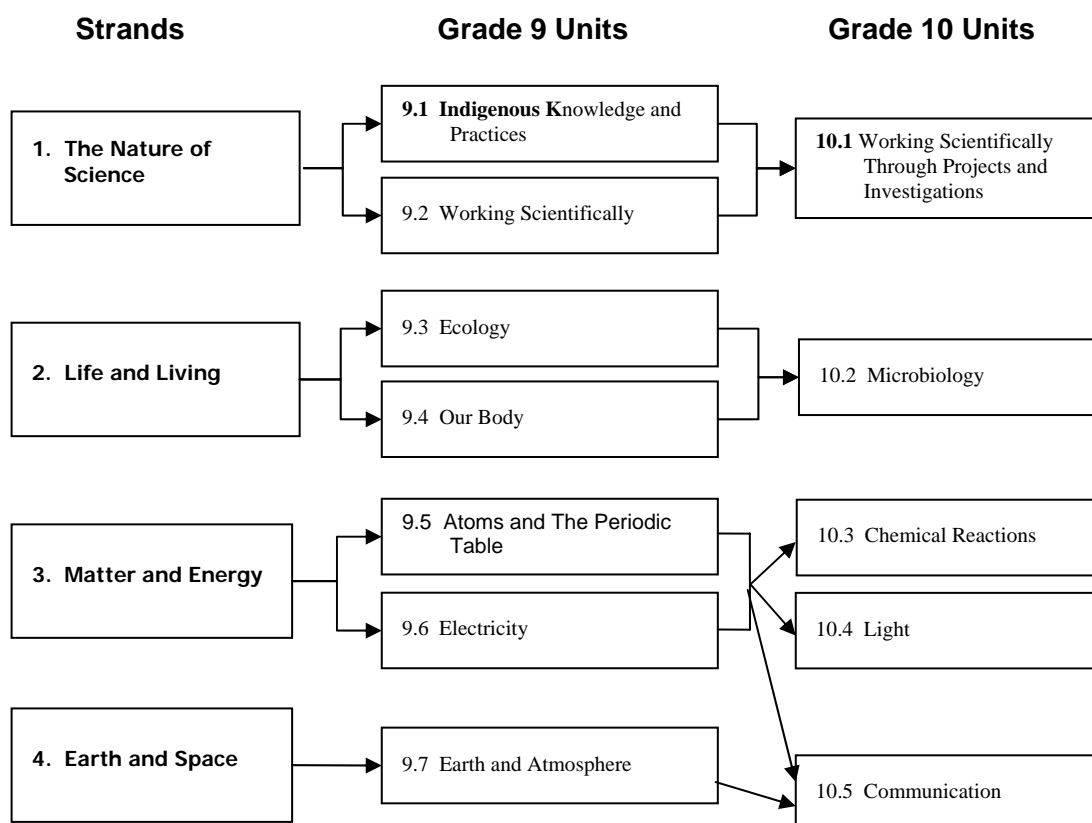 Strands
Grade 9 Units
Grade 10 Units
1. The Nature of
Science
9.1 Indigenous Knowledge and
Practices
9.2 Working Scientifically
10.1 Working Scientifically
Through Projects and
Investigations
2. Life and Living
9.3 Ecology
9.4 Our Body
10.2 Microbiology
3. Matter and Energy
9.5 Atoms and The Periodic
Table
9.6 Electricity
10.3 Chemical Reactions
10.4 Light
4. Earth and Space
9.7 Earth and Atmosphere
10.5 Communication